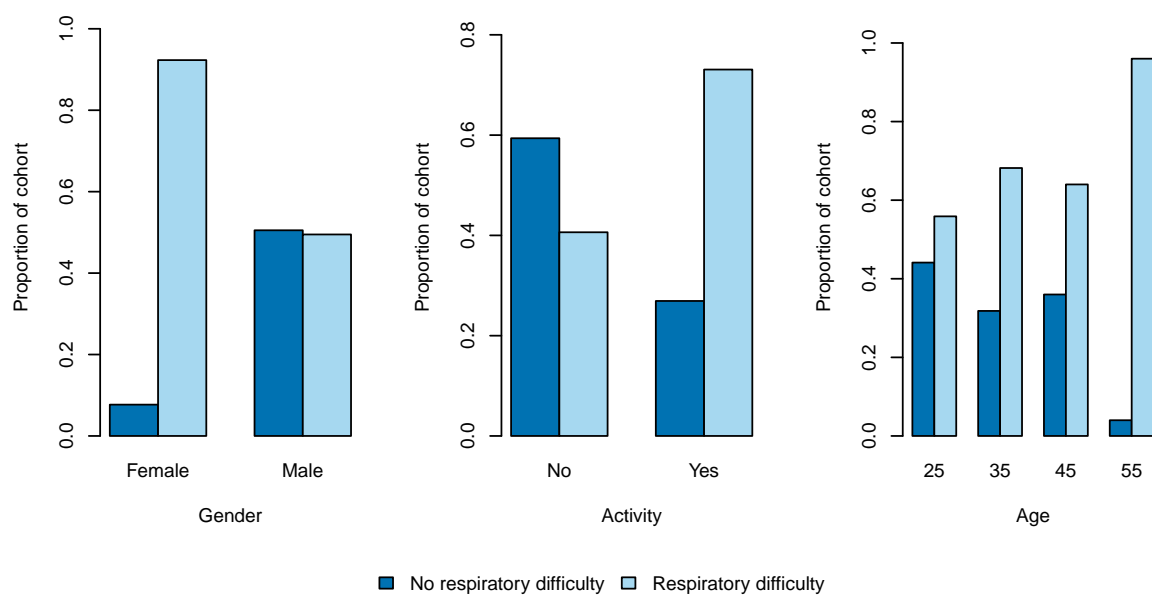 Proportion of cohort
1.0
0.8
0.6
0.4
0.2
0.0
Female Male
Gender
Proportion of cohort
0.8
0.6
0.4
0.2
0.0
No Yes
Activity
Proportion of cohort
1.0
0.8
0.6
0.4
0.2
0.0
25 35 45 55
Age
No respiratory difficulty Respiratory difficulty